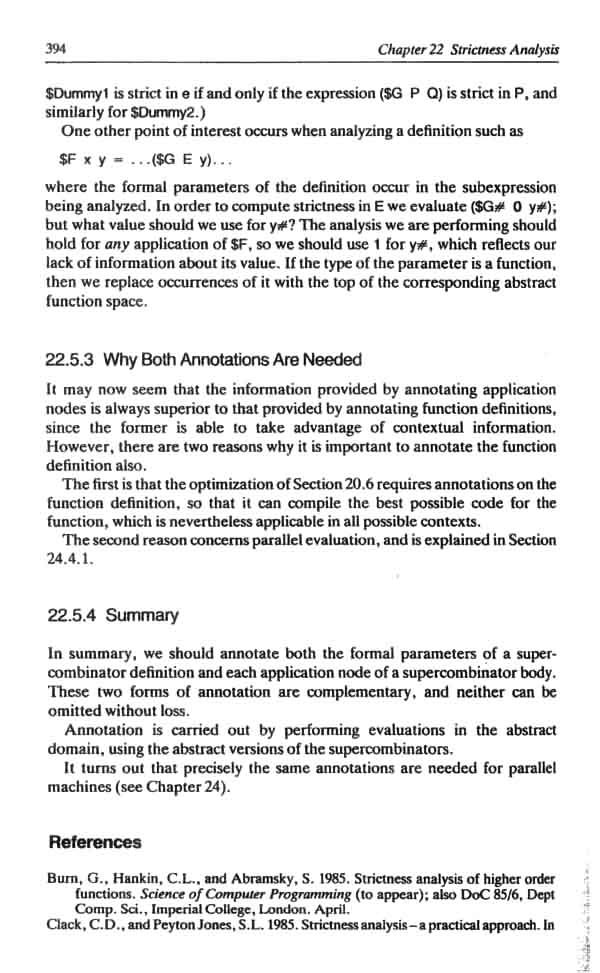 394 Chapter 22 Strictness Analysis
$Dummy1 is strict in e if and only if the expression ($G P Q) is strict in P, and
similarly for $Dummy2.)
One other point of interest occurs when analyzing a definition such as
$F x y = ...($G E y)...
where the formal parameters of the definition occur in the subexpression
being analyzed. In order to compute strictness in E we evaluate ($G# 0 y#);
but what value should we use for y#? The analysis we are performing should
hold for any application of $F, so we should use 1 for y#, which reflects our
lack of information about its value. If the type of the parameter is a function,
then we replace occurrences of it with the top of the corresponding abstract
function space.
22.5.3 Why Both Annotations Are Needed
It may now seem that the information provided by annotating application
nodes is always superior to that provided by annotating function definitions,
since the former is able to take advantage of contextual information.
However, there are two reasons why it is important to annotate the function
definition also.
The first is that the optimization of Section 20.6 requires annotations on the
function definition, so that it can compile the best possible code for the
function, which is nevertheless applicable in all possible contexts.
The second reason concerns parallel evaluation, and is explained in Section
24.4.1.
22.5.4 Summary
In summary, we should annotate both the formal parameters of a super-
combinator definition and each application node of a supercombinator body.
These two forms of annotation are complementary, and neither can be
omitted without loss.
Annotation is carried out by performing evaluations in the abstract
domain, using the abstract versions of the supercombinators.
It turns out that precisely the same annotations are needed for parallel
machines (see Chapter 24).
References
Burn, G., Hankin, C.L., and Abramsky, S. 1985. Strictness analysis of higher order
functions. Science of Computer Programming (to appear); also DoC 85/6, Dept
Comp. Sci., Imperial College, London. April.
Clack, C.D., and Peyton Jones, S.L. 1985. Strictness analysis – a practical approach. In